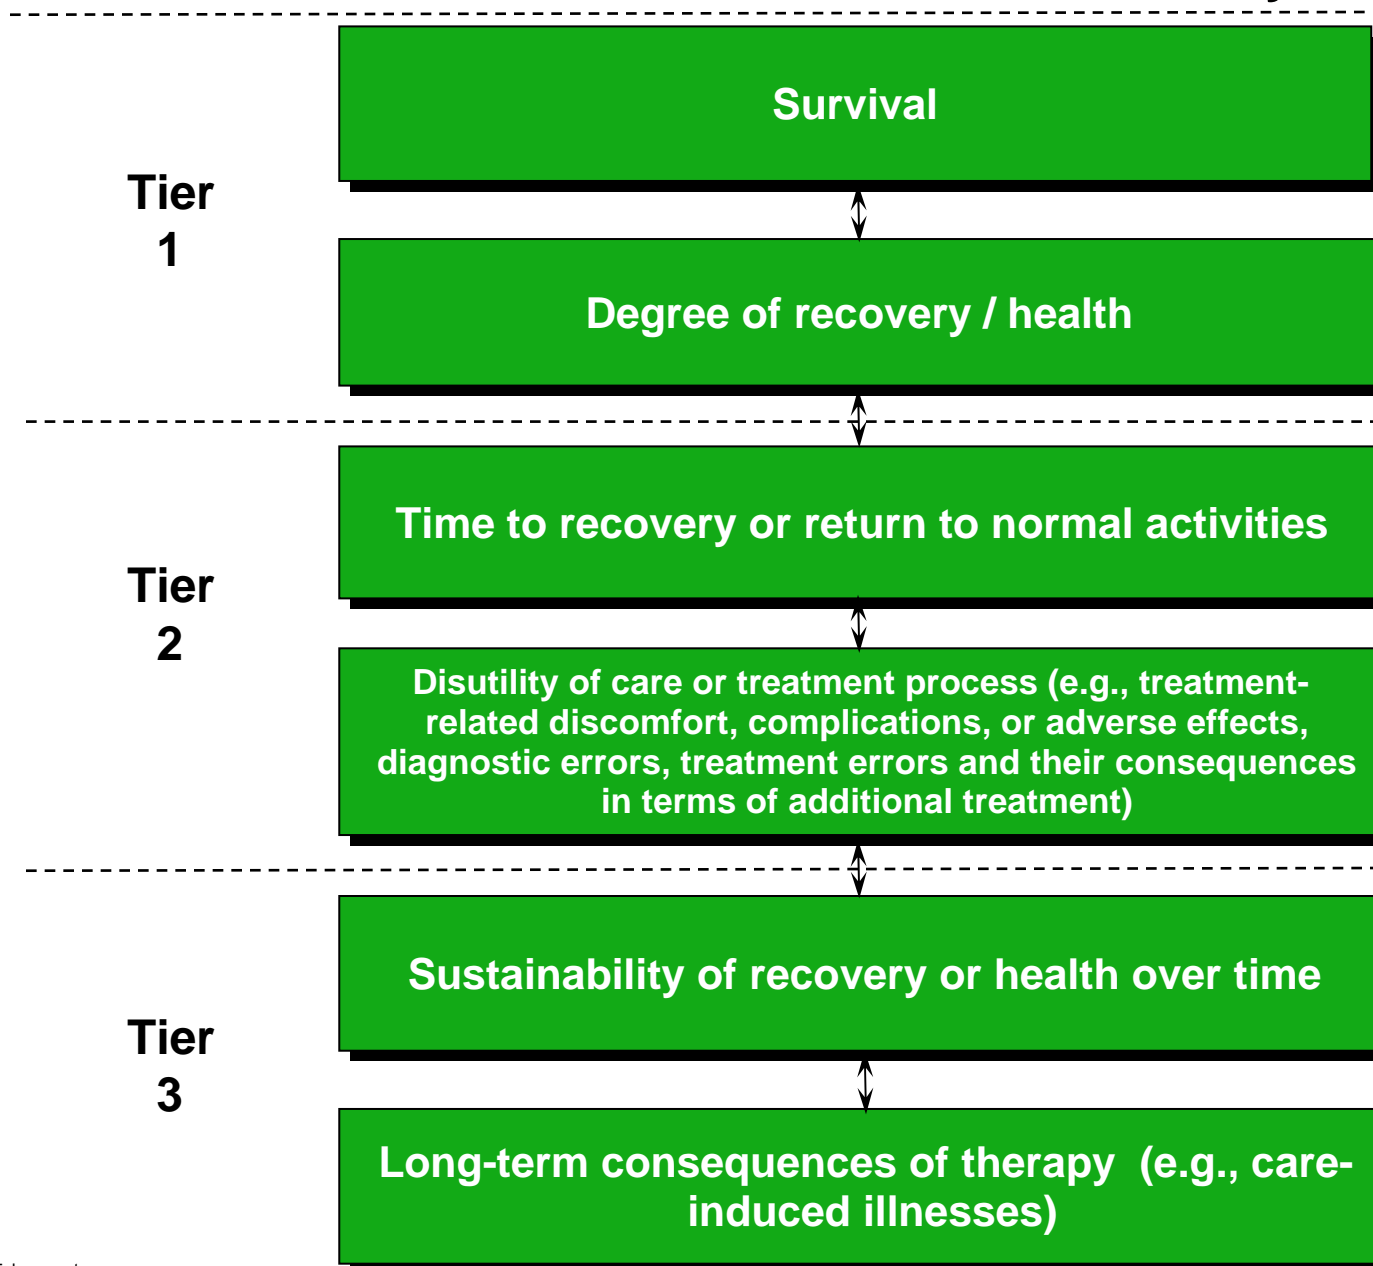 Survival
Tier
1
Degree of recovery / health
Time to recovery or return to normal activities
Tier
2
Disutility of care or treatment process (e.g., treatment-
related discomfort, complications, or adverse effects,
diagnostic errors, treatment errors and their consequences
in terms of additional treatment)
Sustainability of recovery or health over time
Tier
3
Long-term consequences of therapy (e.g., care-
induced illnesses)